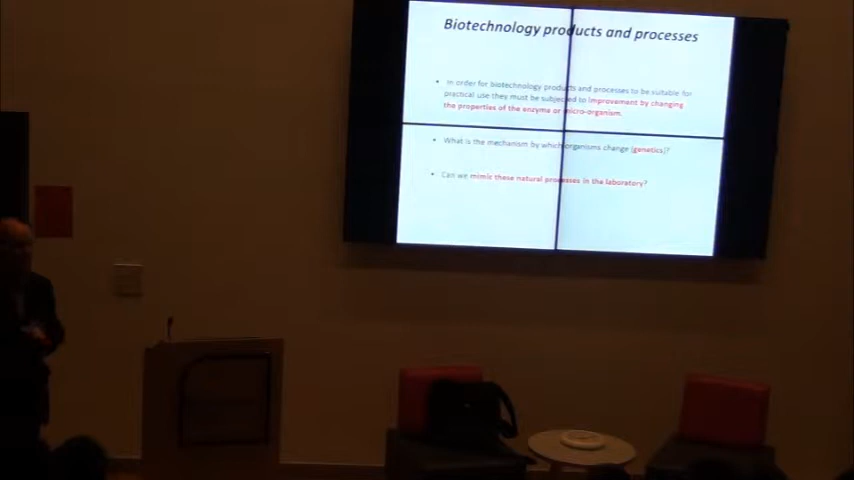 Biotechnology products and processes
• In order for biotechnology products and processes to be suitable for
practical use they must be subjected to improvement by changing
the properties of the enzyme or micro-organism.
• What is the mechanism by which organisms change (genetics)?
• Can we mimic these natural processes in the laboratory?